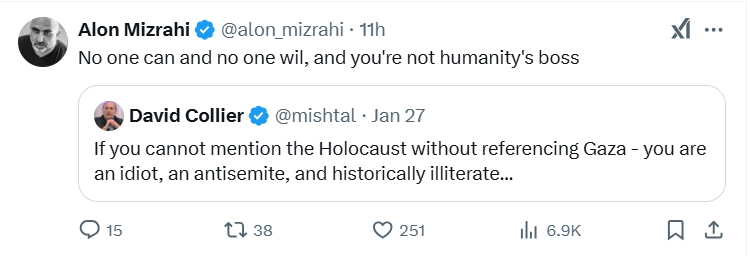 Alon Mizrahi @alon_mizrahi · 11h
No one can and no one wil, and you're not humanity's boss
David Collier @mishtal · Jan 27
If you cannot mention the Holocaust without referencing Gaza - you are
an idiot, an antisemite, and historically illiterate...
15 38 251 6.9K